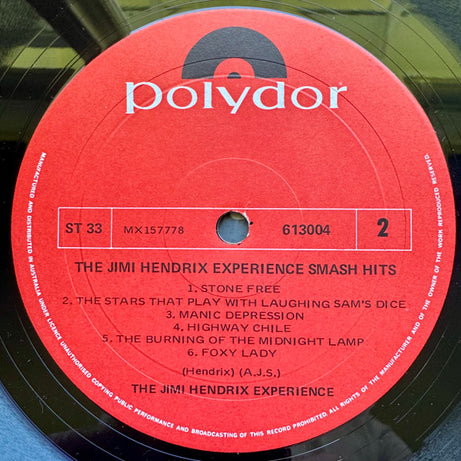 polydor
ST 33
MX157778
613004
2
THE JIMI HENDRIX EXPERIENCE SMASH HITS
1. STONE FREE
2. THE STARS THAT PLAY WITH LAUGHING SAM'S DICE
3. MANIC DEPRESSION
4. HIGHWAY CHILE
5. THE BURNING OF THE MIDNIGHT LAMP
6. FOXY LADY
(Hendrix) (A.J.S.)
THE JIMI HENDRIX EXPERIENCE
MANUFACTURED AND DISTRIBUTED IN AUSTRALIA UNDER LICENCE UNAUTHORISED COPYING PUBLIC PERFORMANCE AND BROADCASTING OF THIS RECORD PROHIBITED. ALL RIGHTS OF THE MANUFACTURER AND OF THE OWNER OF THE WORK REPRODUCED RESERVED.